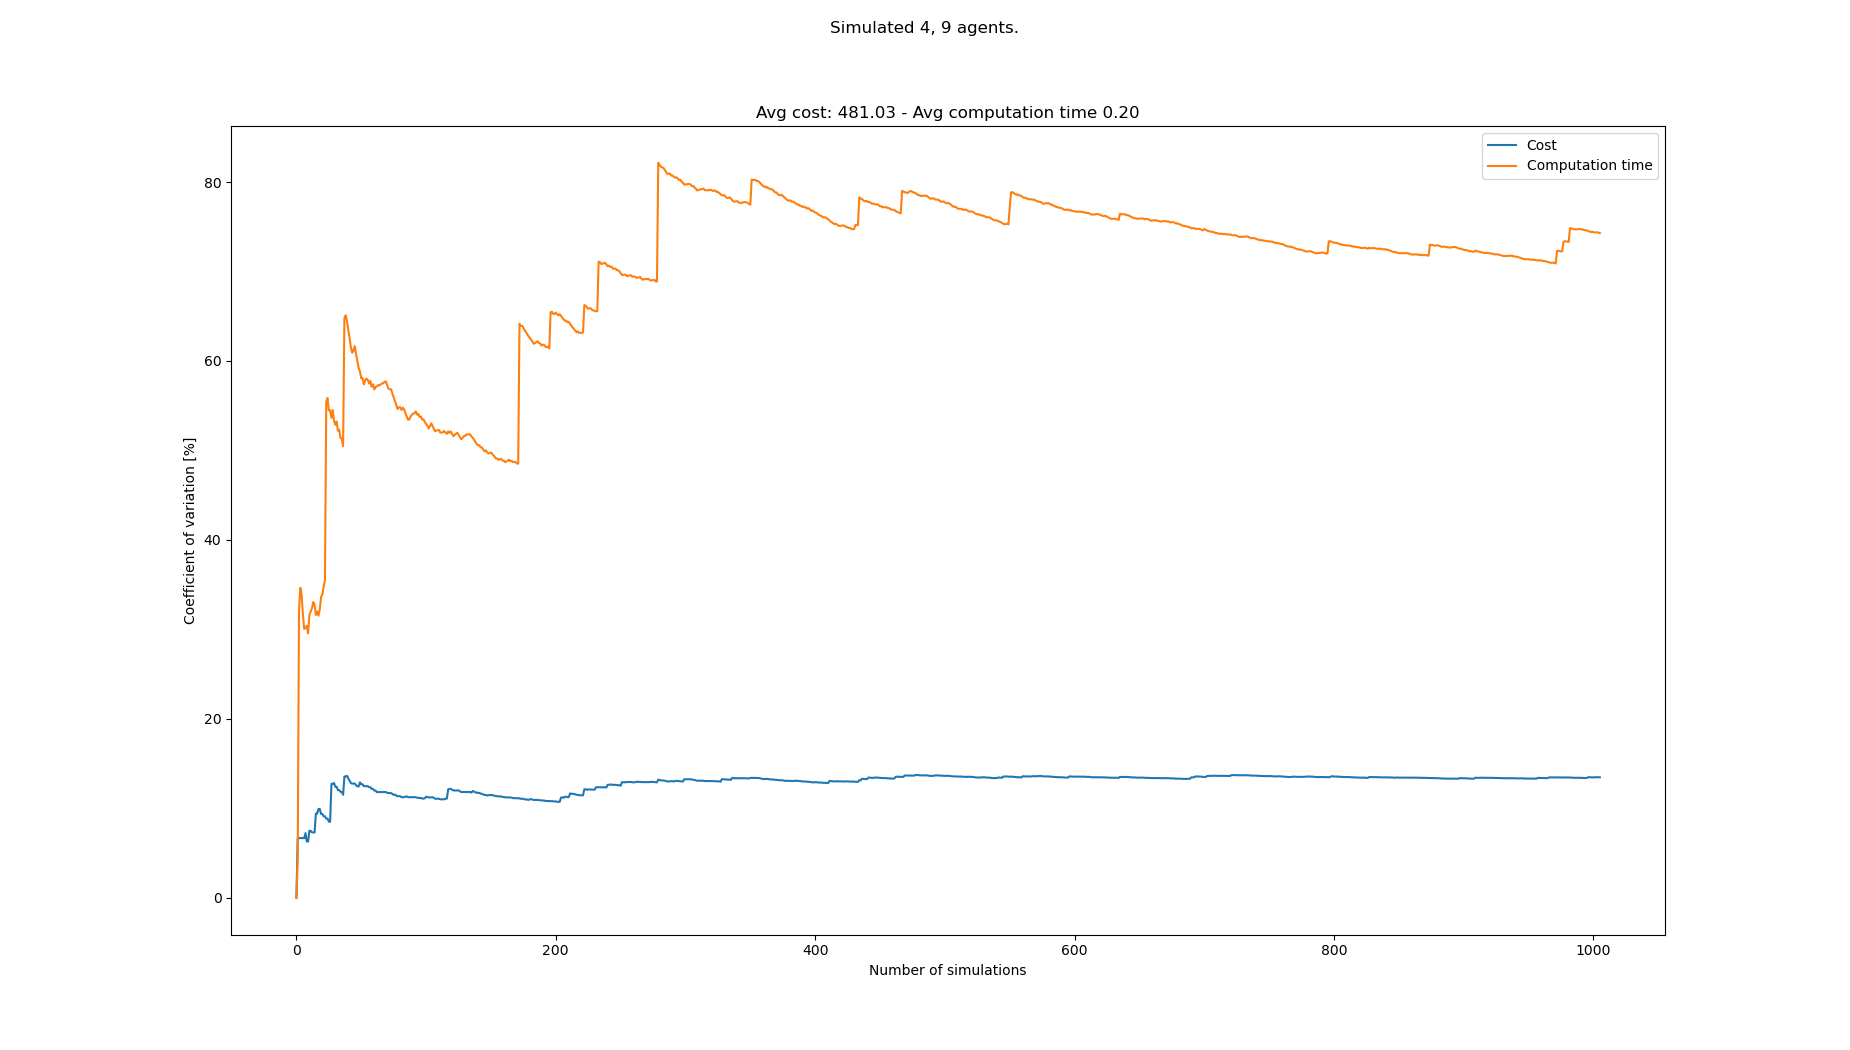 Simulated 4, 9 agents.
Avg cost: 481.03 - Avg computation time 0.20
Cost
Computation time
Coefficient of variation [%]
80
60
40
20
0
0 200 400 600 800 1000
Number of simulations